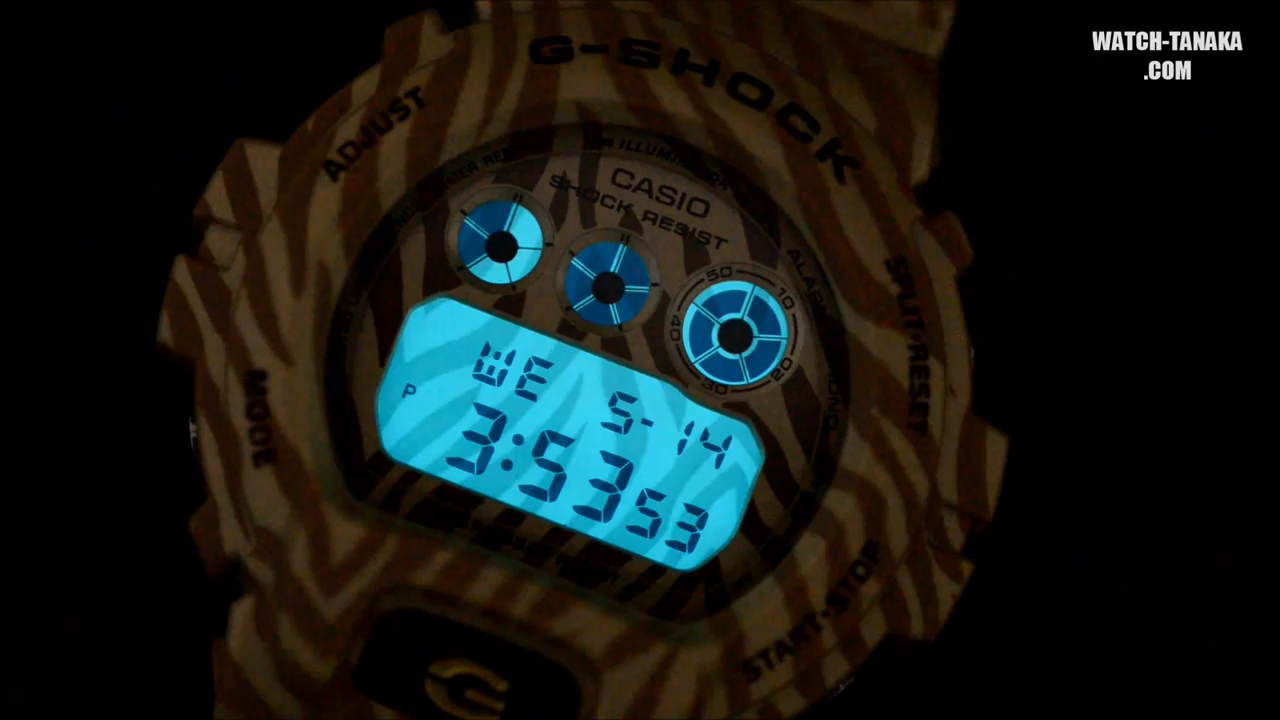 WATCH-TANAKA
.COM
G-SHOCK
ADJUST
CASIO
SHOCK RESIST
50
10
40
20
30
WE 5-14
P
3:53 53
MODE
SPLIT·RESET
START·STOP